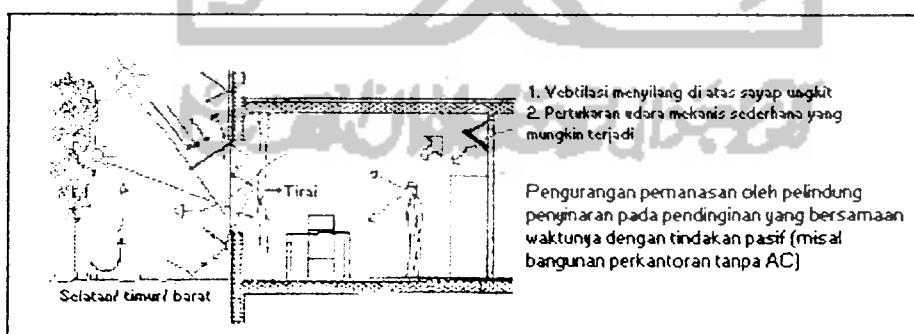 1. Vebtilasi menyilang di atas sayap ungkit
2. Pertukaran udara mekanis sederhana yang
mungkin terjadi
Tirai
Pengurangan pemanasan oleh pelindung
penyinaran pada pendinginan yang bersamaan
waktunya dengan tindakan pasif (misal
bangunan perkantoran tanpa AC)
Selatan/ timur/ barat